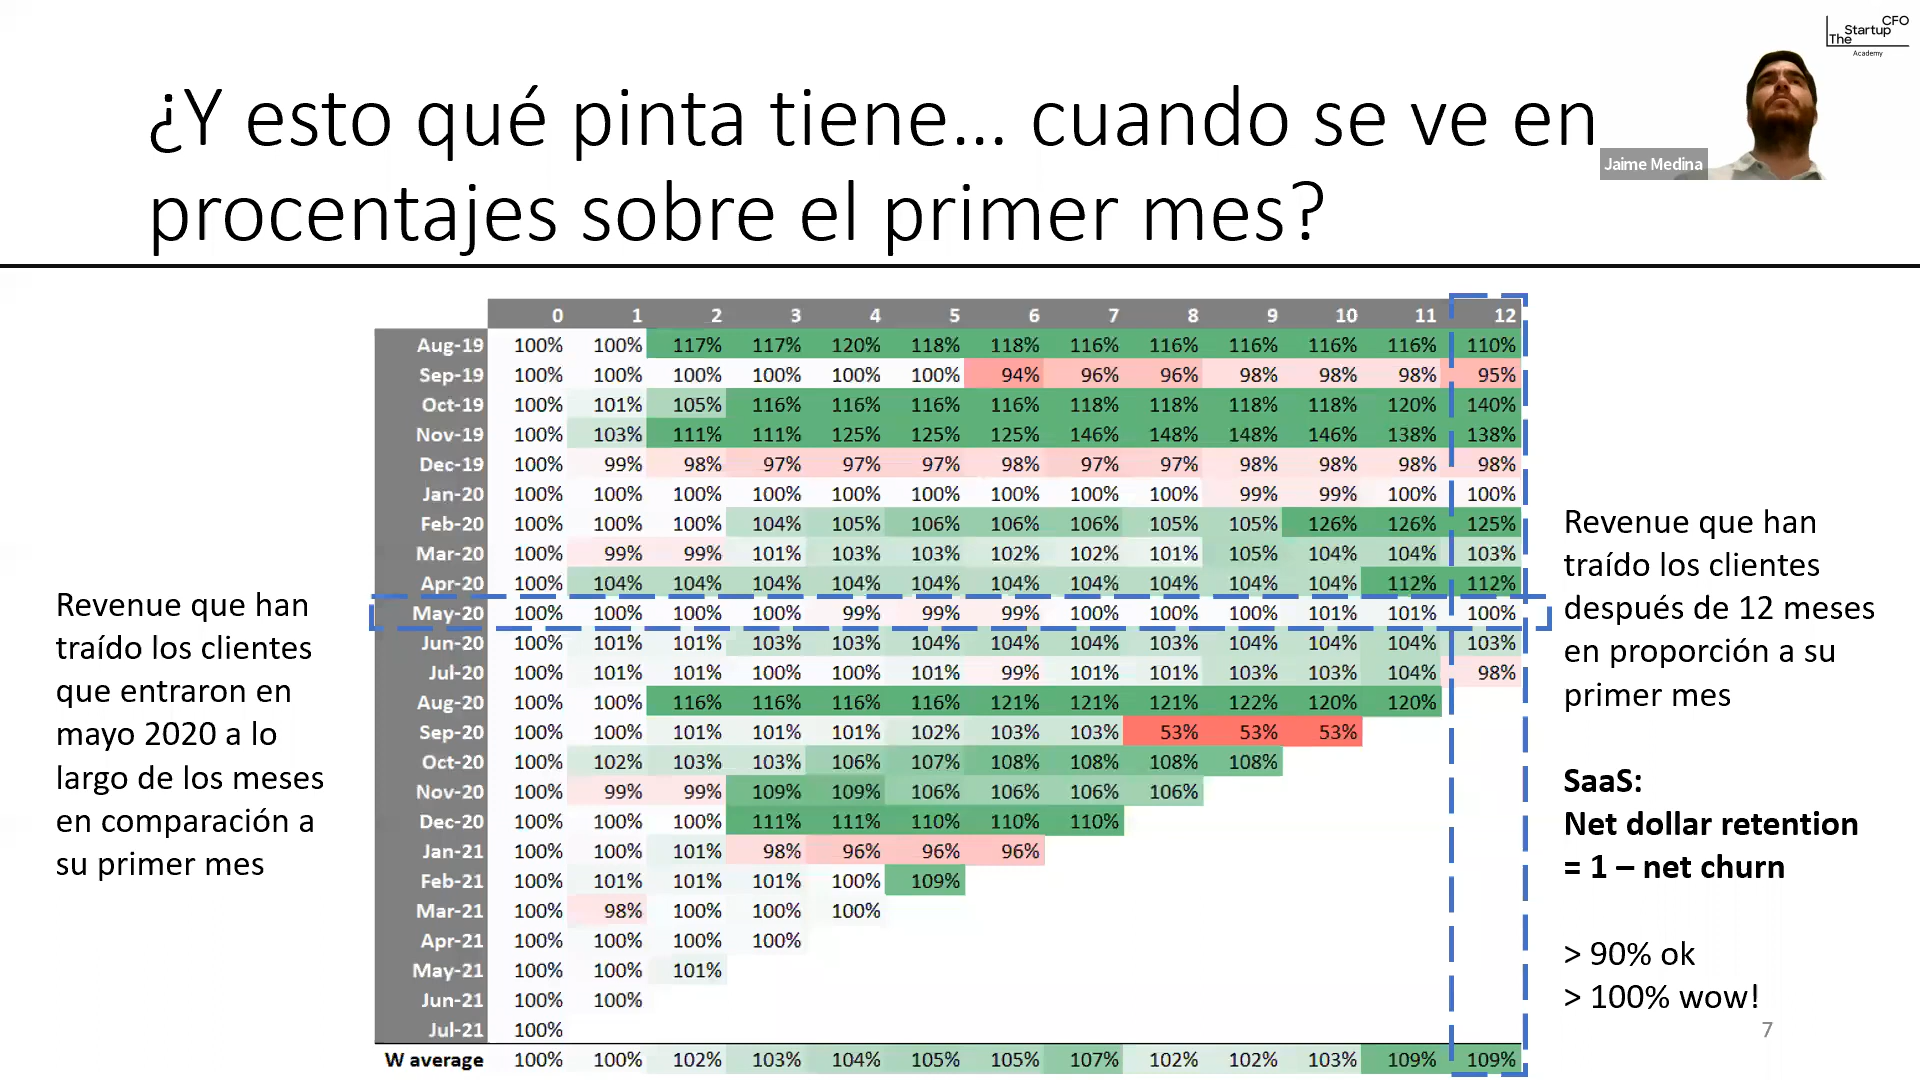 The Startup CFO
Academy
¿Y esto qué pinta tiene... cuando se ve en
procentajes sobre el primer mes?
Jaime Medina
0 1 2 3 4 5 6 7 8 9 10 11 12
Aug-19 100% 100% 117% 117% 120% 118% 118% 116% 116% 116% 116% 116% 110%
Sep-19 100% 100% 100% 100% 100% 100% 94% 96% 96% 98% 98% 98% 95%
Oct-19 100% 101% 105% 116% 116% 116% 116% 118% 118% 118% 118% 120% 140%
Nov-19 100% 103% 111% 111% 125% 125% 125% 146% 148% 148% 146% 138% 138%
Dec-19 100% 99% 98% 97% 97% 97% 98% 97% 97% 98% 98% 98% 98%
Jan-20 100% 100% 100% 100% 100% 100% 100% 100% 100% 99% 99% 100% 100%
Feb-20 100% 100% 100% 104% 105% 106% 106% 106% 105% 105% 126% 126% 125%
Mar-20 100% 99% 99% 101% 103% 103% 102% 102% 101% 105% 104% 104% 103%
Apr-20 100% 104% 104% 104% 104% 104% 104% 104% 104% 104% 104% 112% 112%
May-20 100% 100% 100% 100% 99% 99% 99% 100% 100% 100% 101% 101% 100%
Jun-20 100% 101% 101% 103% 103% 104% 104% 104% 103% 104% 104% 104% 103%
Jul-20 100% 101% 101% 100% 100% 101% 99% 101% 101% 103% 103% 104% 98%
Aug-20 100% 100% 116% 116% 116% 116% 121% 121% 121% 122% 120% 120%
Sep-20 100% 100% 101% 101% 101% 102% 103% 103% 53% 53% 53%
Oct-20 100% 102% 103% 103% 106% 107% 108% 108% 108% 108%
Nov-20 100% 99% 99% 109% 109% 106% 106% 106% 106%
Dec-20 100% 100% 100% 111% 111% 110% 110% 110%
Jan-21 100% 100% 101% 98% 96% 96% 96%
Feb-21 100% 101% 101% 101% 100% 109%
Mar-21 100% 98% 100% 100% 100%
Apr-21 100% 100% 100% 100%
May-21 100% 100% 101%
Jun-21 100% 100%
Jul-21 100%
W average 100% 100% 102% 103% 104% 105% 105% 107% 102% 102% 103% 109% 109%
Revenue que han
traído los clientes
que entraron en
mayo 2020 a lo
largo de los meses
en comparación a
su primer mes
Revenue que han
traído los clientes
después de 12 meses
en proporción a su
primer mes
SaaS:
Net dollar retention
= 1 – net churn
> 90% ok
> 100% wow!
7